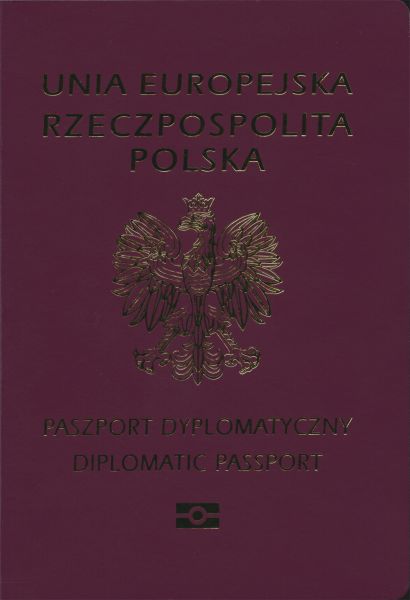 UNIA EUROPEJSKA
RZECZPOSPOLITA
POLSKA
PASZPORT DYPLOMATYCZNY
DIPLOMATIC PASSPORT